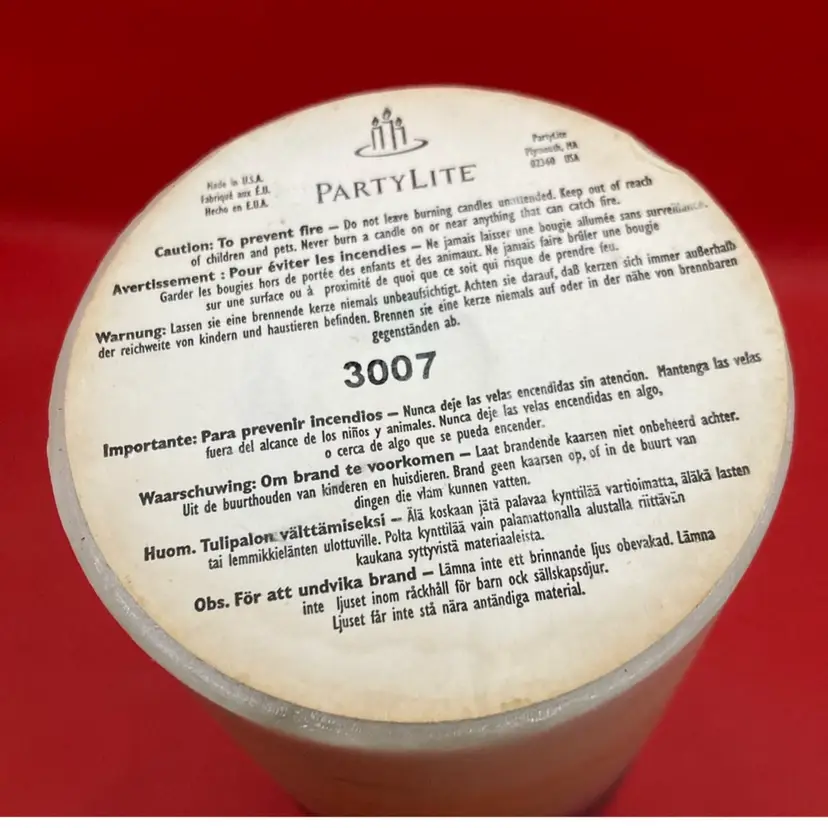 Made in U.S.A.
Fabriqué aux É.U.
Hecho en E.U.A.
PARTYLITE
PartyLite
Plymouth, MA
02360 USA
Caution: To prevent fire – Do not leave burning candles unattended. Keep out of reach
of children and pets. Never burn a candle on or near anything that can catch fire.
Avertissement : Pour éviter les incendies – Ne jamais laisser une bougie allumée sans surveillance.
Garder les bougies hors de portée des enfants et des animaux. Ne jamais faire brûler une bougie
sur une surface ou à proximité de quoi que ce soit qui risque de prendre feu.
Warnung: Lassen sie eine brennende kerze niemals unbeaufsichtigt. Achten sie darauf, daß kerzen sich immer außerhalb
der reichweite von kindern und haustieren befinden. Brennen sie eine kerze niemals auf oder in der nähe von brennbaren
gegenständen ab.
3007
Importante: Para prevenir incendios – Nunca deje las velas encendidas sin atencion. Mantenga las velas
fuera del alcance de los niños y animales. Nunca deje las velas encendidas en algo,
o cerca de algo que se pueda encender.
Waarschuwing: Om brand te voorkomen – Laat brandende kaarsen niet onbeheerd achter.
Uit de buurthouden van kinderen en huisdieren. Brand geen kaarsen op, of in de buurt van
dingen die vlam kunnen vatten.
Huom. Tulipalon välttämiseksi – Älä koskaan jätä palavaa kynttilää vartioimatta, äläkä lasten
tai lemmikkielänten ulottuville. Polta kynttilää vain palamattonalla alustalla riittävän
kaukana syttyvistä materiaaleista.
Obs. För att undvika brand – Lämna inte ett brinnande ljus obevakad. Lämna
inte ljuset inom råckhåll för barn ock sällskapsdjur.
Ljuset får inte stå nära antändiga material.